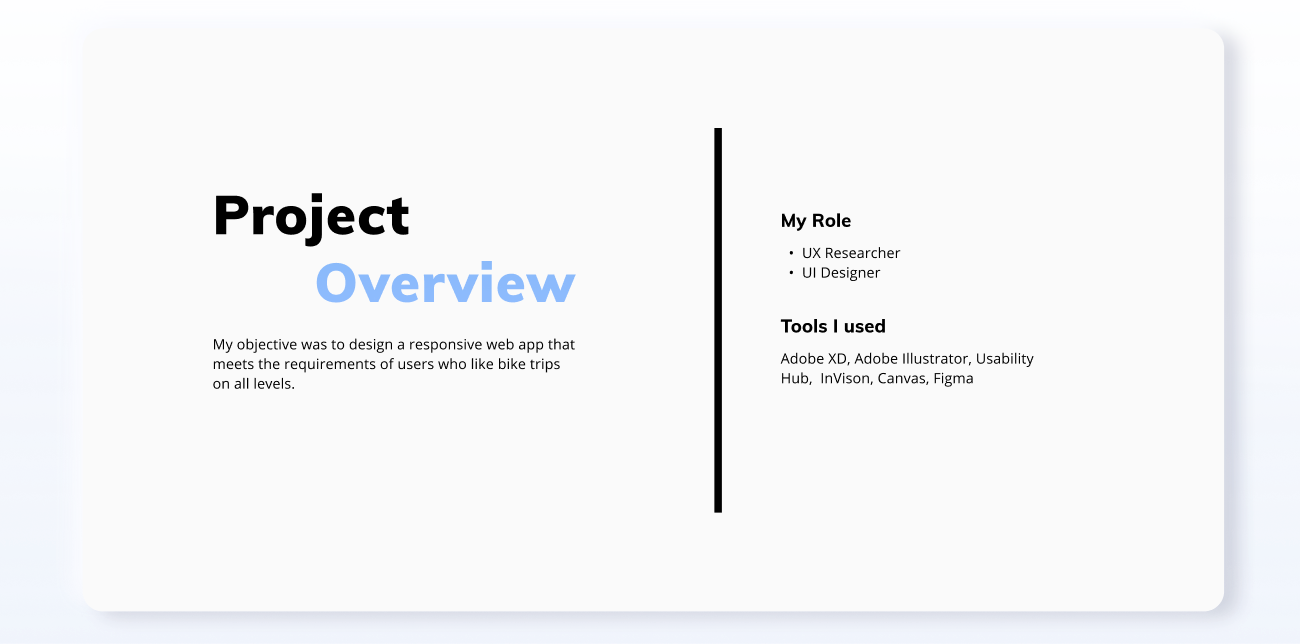 Project
Overview
My objective was to design a responsive web app that
meets the requirements of users who like bike trips
on all levels.
My Role
• UX Researcher
• UI Designer
Tools I used
Adobe XD, Adobe Illustrator, Usability
Hub,  InVison, Canvas, Figma